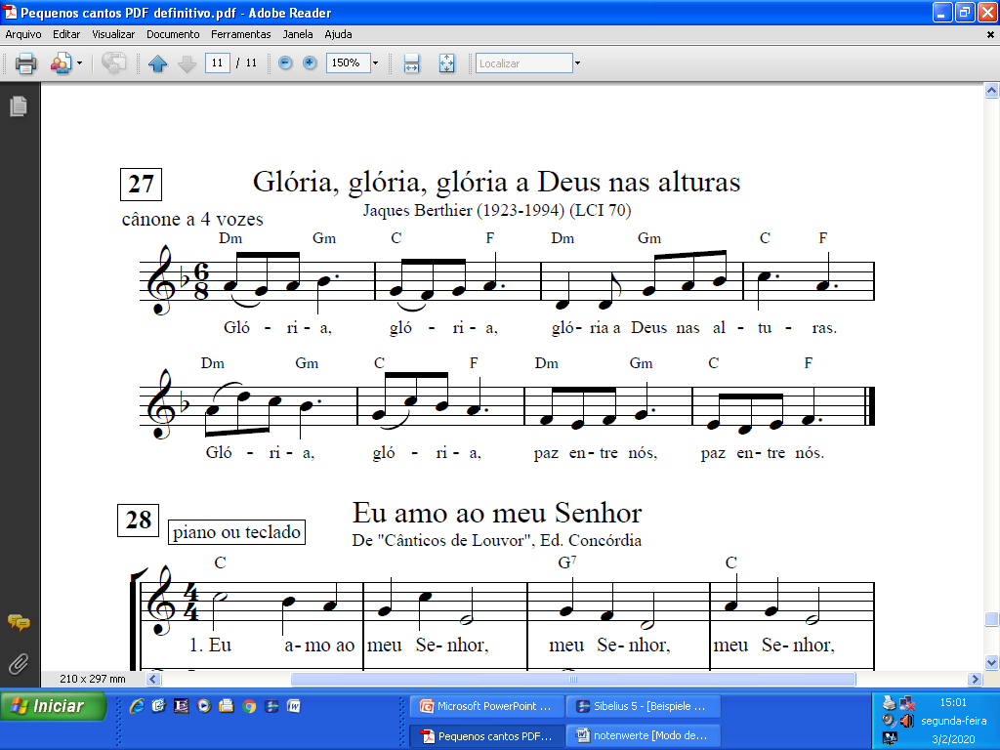 Pequenos cantos PDF definitivo.pdf - Adobe Reader
Arquivo Editar Visualizar Documento Ferramentas Janela Ajuda
11 / 11 150% Localizar
27
Glória, glória, glória a Deus nas alturas
Jaques Berthier (1923-1994) (LCI 70)
cânone a 4 vozes
Dm Gm C F Dm Gm C F
6
8
Gló - ri - a, gló - ri - a, gló- ria a Deus nas al - tu - ras.
Dm Gm C F Dm Gm C F
Gló - ri - a, gló - ri - a, paz en- tre nós, paz en- tre nós.
28
Eu amo ao meu Senhor
piano ou teclado
De "Cânticos de Louvor", Ed. Concórdia
C G7 C
4
4
1. Eu a- mo ao meu Se- nhor, meu Se- nhor, meu Se- nhor,
210 x 297 mm
Iniciar
Microsoft PowerPoint ... Sibelius 5 - [Beispiele ...
Pequenos cantos PDF... notenwerte [Modo de...
15:01
segunda-feira
3/2/2020